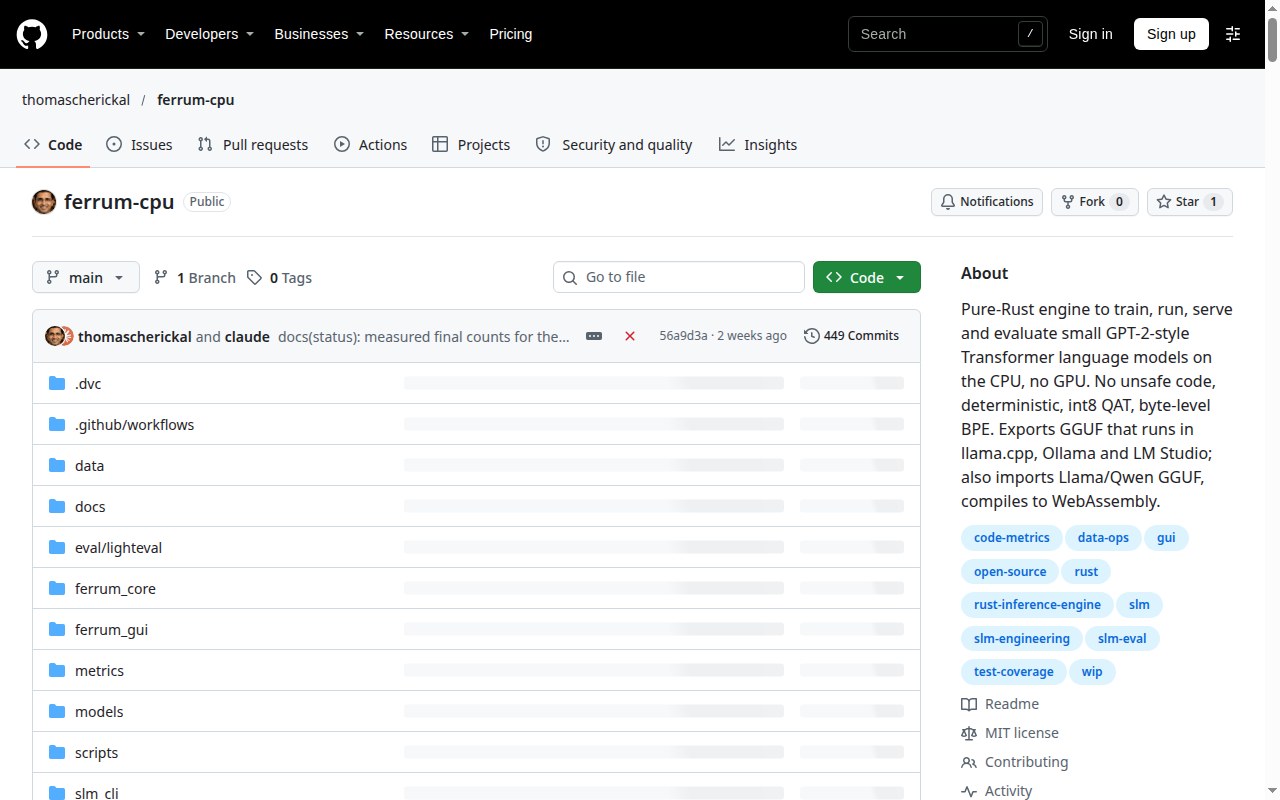 Products Developers Businesses Resources Pricing Search / Sign in Sign up
thomascherickal / ferrum-cpu
Code Issues Pull requests Actions Projects Security and quality Insights
ferrum-cpu Public Notifications Fork 0 Star 1
main 1 Branch 0 Tags Go to file Code
thomascherickal and claude docs(status): measured final counts for the... 56a9d3a · 2 weeks ago 449 Commits
.dvc
.github/workflows
data
docs
eval/lighteval
ferrum_core
ferrum_gui
metrics
models
scripts
slm_cli
About
Pure-Rust engine to train, run, serve
and evaluate small GPT-2-style
Transformer language models on
the CPU, no GPU. No unsafe code,
deterministic, int8 QAT, byte-level
BPE. Exports GGUF that runs in
llama.cpp, Ollama and LM Studio;
also imports Llama/Qwen GGUF,
compiles to WebAssembly.
code-metrics data-ops gui
open-source rust
rust-inference-engine slm
slm-engineering slm-eval
test-coverage wip
Readme
MIT license
Contributing
Activity